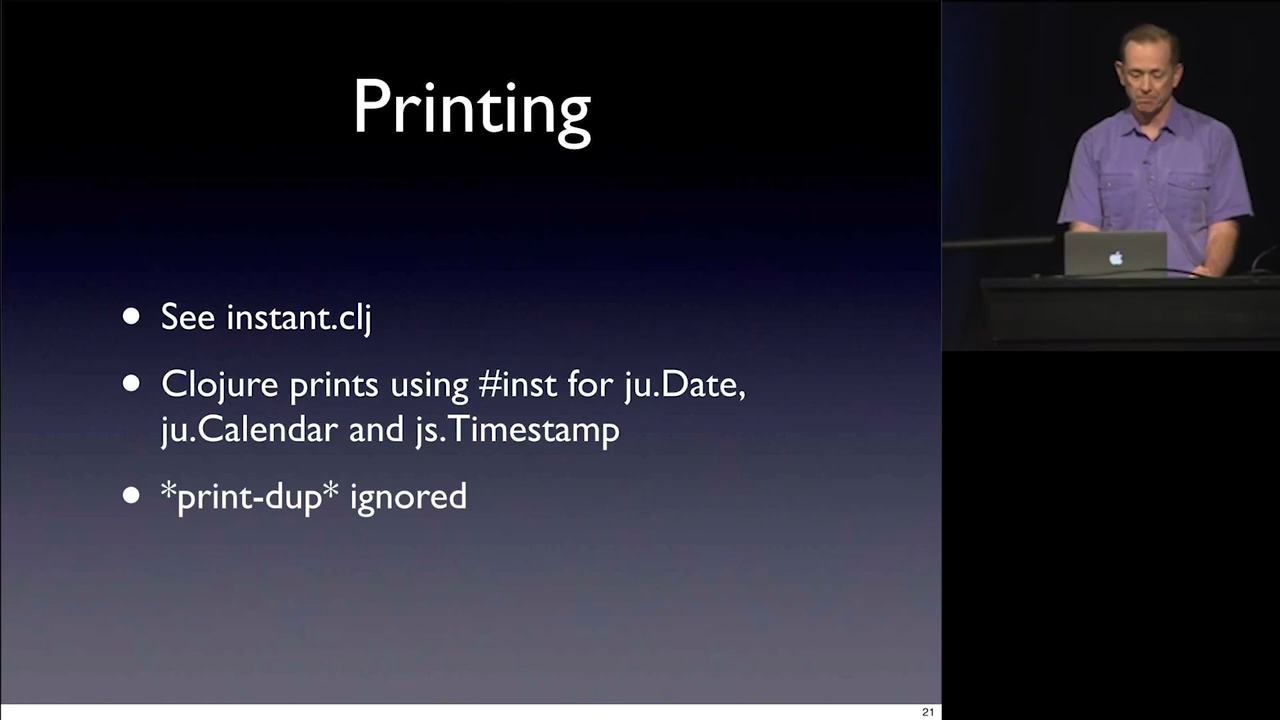 Printing
• See instant.clj
• Clojure prints using #inst for ju.Date,
ju.Calendar and js.Timestamp
• *print-dup* ignored
21